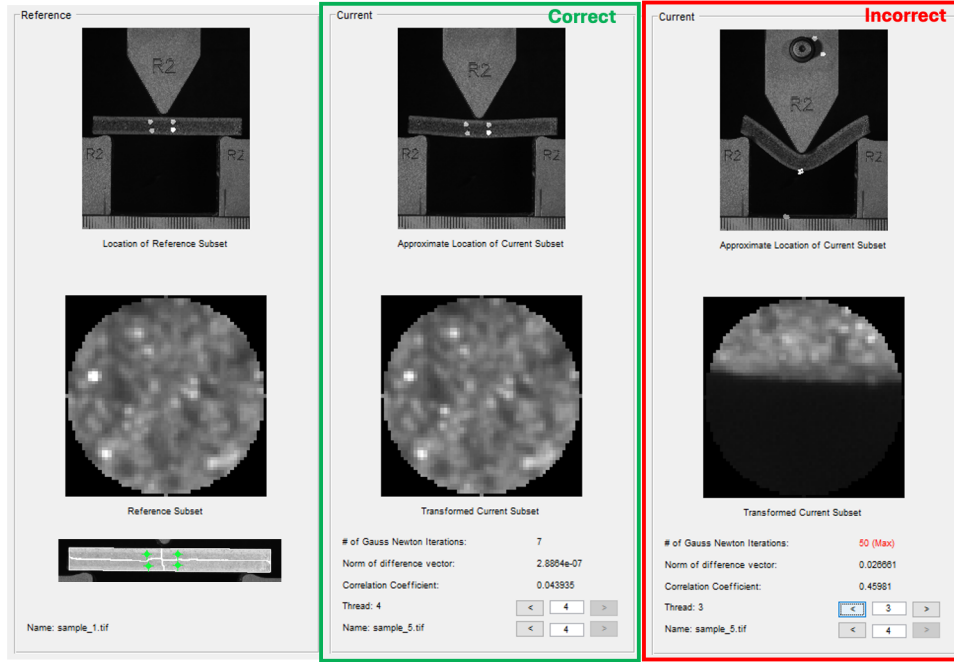 Reference
R2
R2
R2
Location of Reference Subset
Reference Subset
Name: sample_1.tif
Current
Correct
R2
R2
R2
Approximate Location of Current Subset
Transformed Current Subset
# of Gauss Newton Iterations: 7
Norm of difference vector: 2.8864e-07
Correlation Coefficient: 0.043935
Thread: 4 < 4 >
Name: sample_5.tif < 4 >
Current
Incorrect
R2
R2
R2
Approximate Location of Current Subset
Transformed Current Subset
# of Gauss Newton Iterations: 50 (Max)
Norm of difference vector: 0.026661
Correlation Coefficient: 0.45981
Thread: 3 < 3 >
Name: sample_5.tif < 4 >